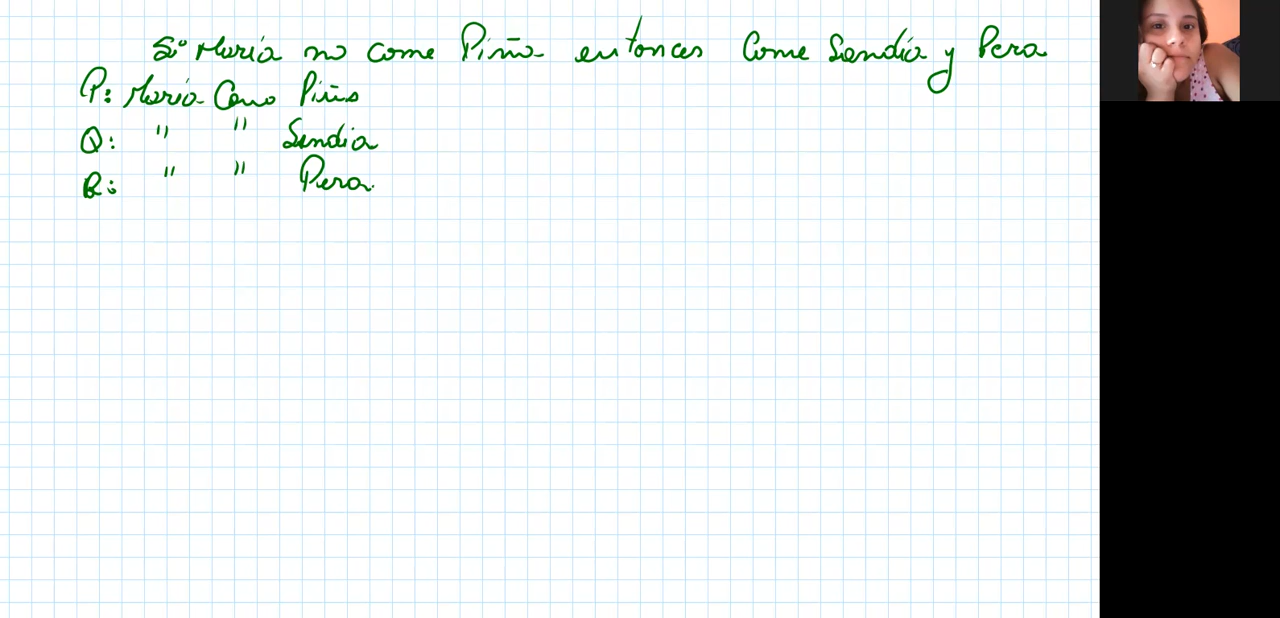 Si María no come Piña entonces Come Sandía y Pera
P: María Come Piña
Q: " " Sandia
R: " " Pera.